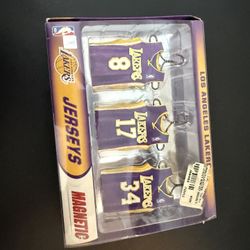 NBA
LAKERS
LOS ANGELES LAKERS
MAGNETIC
JERSEYS
LAKERS
8
LAKERS
17
LAKERS
34